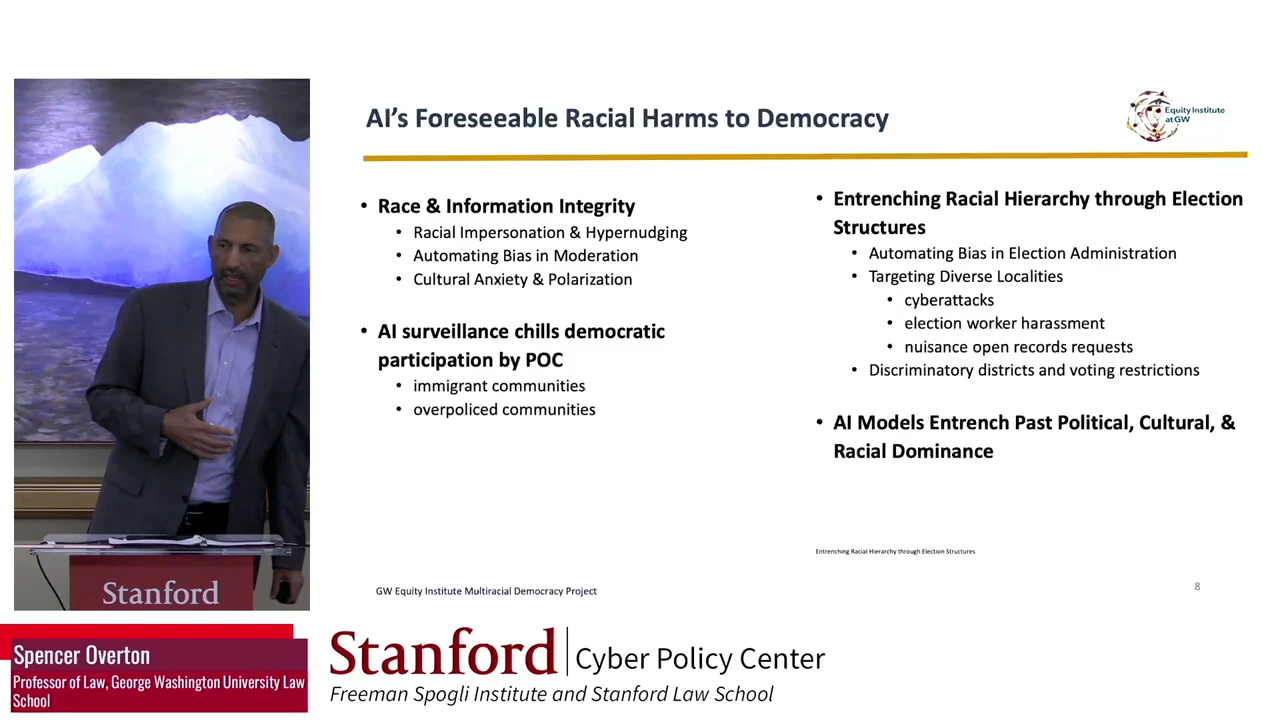 AI's Foreseeable Racial Harms to Democracy
Equity Institute
at GW
• Race & Information Integrity
• Racial Impersonation & Hypernudging
• Automating Bias in Moderation
• Cultural Anxiety & Polarization
• AI surveillance chills democratic
participation by POC
• immigrant communities
• overpoliced communities
• Entrenching Racial Hierarchy through Election
Structures
• Automating Bias in Election Administration
• Targeting Diverse Localities
• cyberattacks
• election worker harassment
• nuisance open records requests
• Discriminatory districts and voting restrictions
• AI Models Entrench Past Political, Cultural, &
Racial Dominance
Entrenching Racial Hierarchy through Election Structures
GW Equity Institute Multiracial Democracy Project
8
Stanford
Spencer Overton
Professor of Law, George Washington University Law
School
Stanford | Cyber Policy Center
Freeman Spogli Institute and Stanford Law School